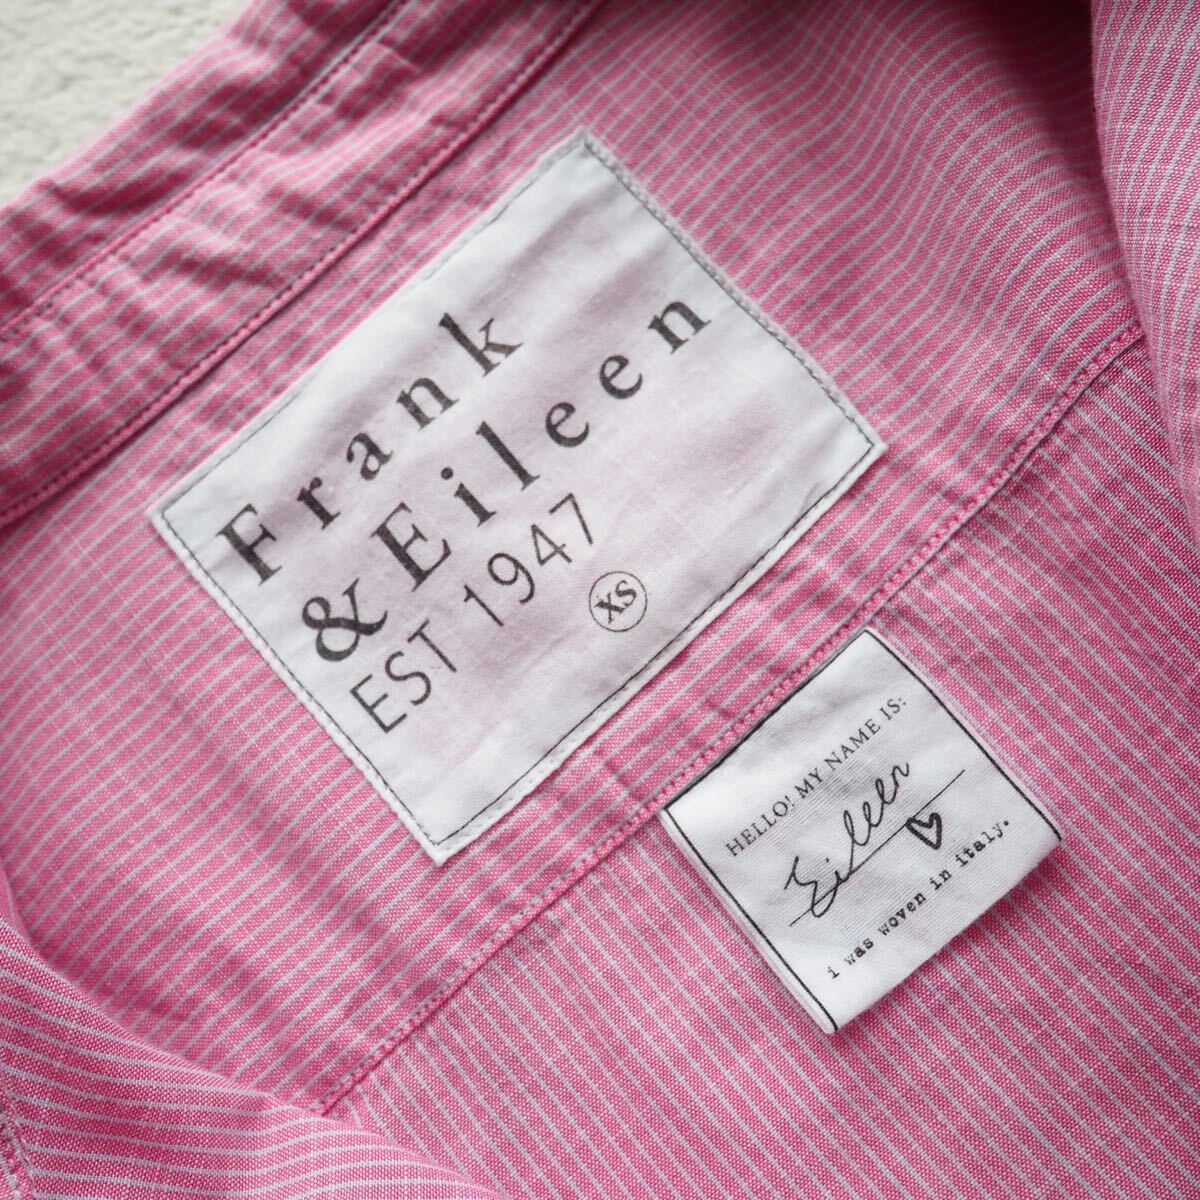 Frank
& Eileen
EST 1947
XS
HELLO! MY NAME IS:
Eileen
i was woven in italy.